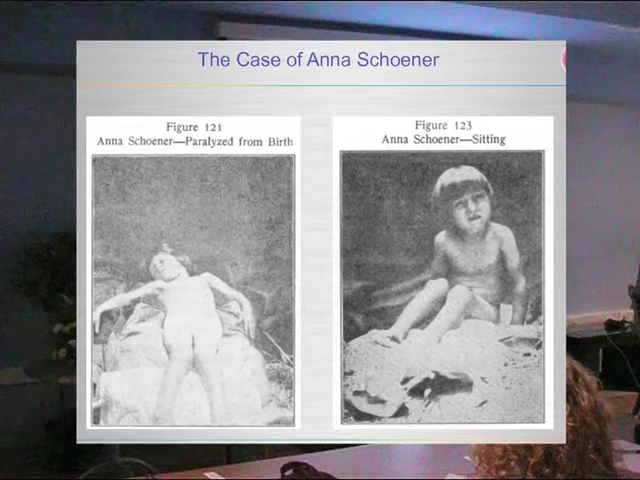 The Case of Anna Schoener
Figure 121
Anna Schoener—Paralyzed from Birth
Figure 123
Anna Schoener—Sitting